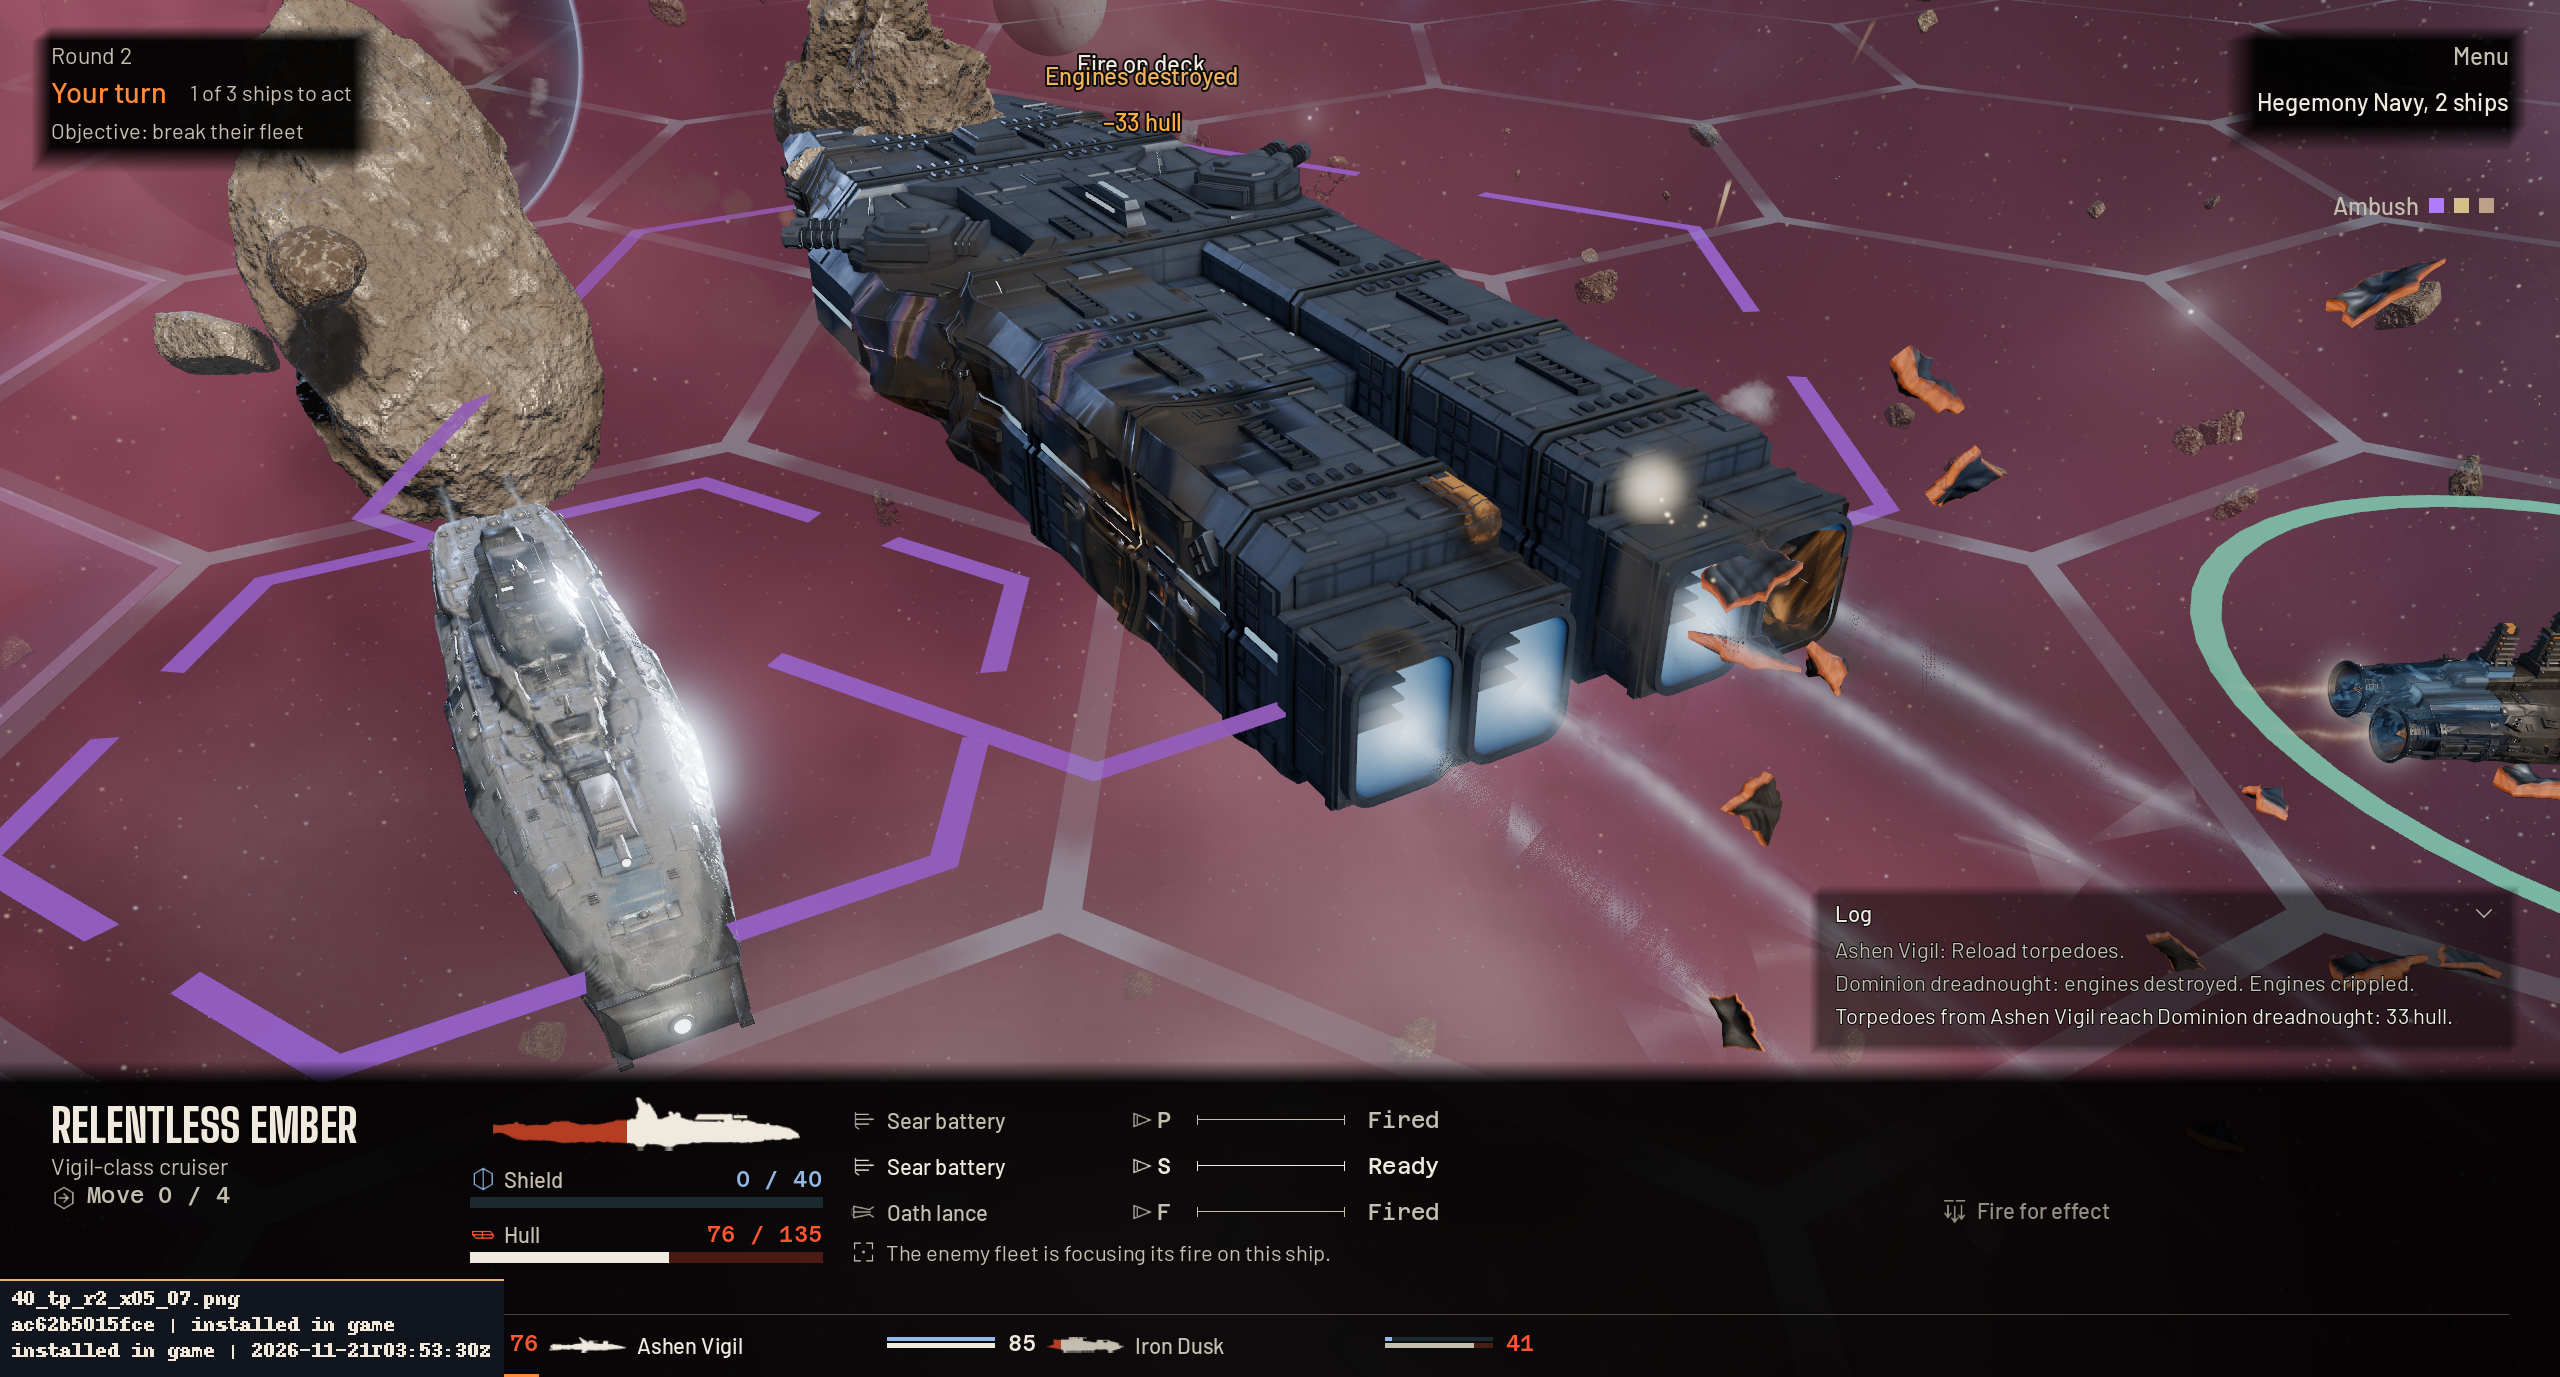 Round 2
Your turn 1 of 3 ships to act
Objective: break their fleet
Fire on deck
Engines destroyed
-33 hull
Menu
Hegemony Navy, 2 ships
Ambush
Log
Ashen Vigil: Reload torpedoes.
Dominion dreadnought: engines destroyed. Engines crippled.
Torpedoes from Ashen Vigil reach Dominion dreadnought: 33 hull.
RELENTLESS EMBER
Vigil-class cruiser
Move 0 / 4
Shield 0 / 40
Hull 76 / 135
Sear battery P Fired
Sear battery S Ready
Oath lance F Fired
The enemy fleet is focusing its fire on this ship.
Fire for effect
40_tp_r2_x05_07.png
ac62b5015fce | installed in game
installed in game | 2026-11-21T03:53:30Z
76 Ashen Vigil 85 Iron Dusk 41